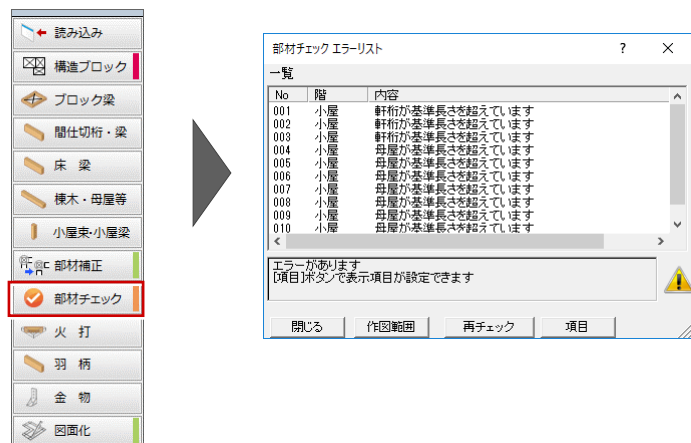 読み込み
構造ブロック
ブロック梁
間仕切桁・梁
床 梁
棟木・母屋等
小屋束・小屋梁
部材補正
部材チェック
火 打
羽 柄
金 物
図面化
部材チェック エラーリスト ? ×
一覧
No 階 内容
001 小屋 軒桁が基準長さを超えています
002 小屋 軒桁が基準長さを超えています
003 小屋 軒桁が基準長さを超えています
004 小屋 母屋が基準長さを超えています
005 小屋 母屋が基準長さを超えています
006 小屋 母屋が基準長さを超えています
007 小屋 母屋が基準長さを超えています
008 小屋 母屋が基準長さを超えています
009 小屋 母屋が基準長さを超えています
010 小屋 母屋が基準長さを超えています
エラーがあります
[項目]ボタンで表示項目が設定できます
閉じる 作図範囲 再チェック 項目